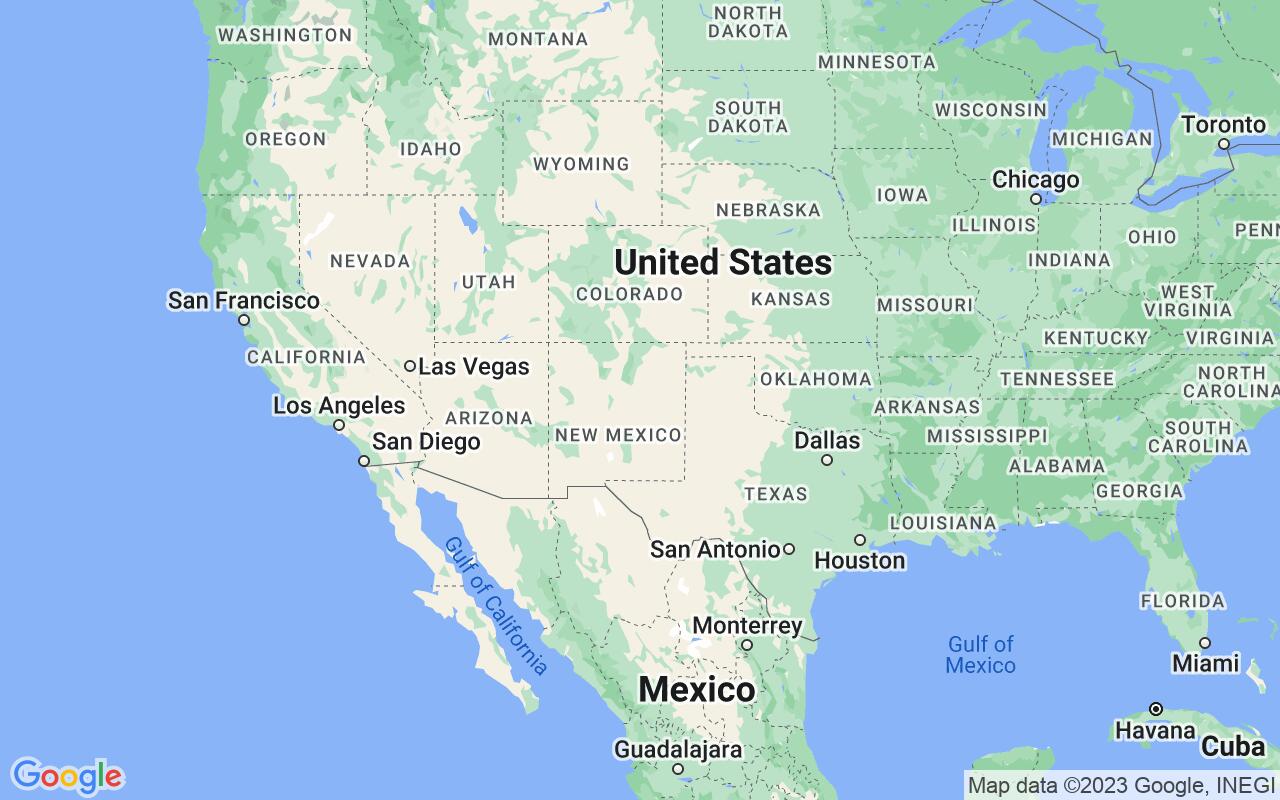 WASHINGTON
MONTANA
NORTH
DAKOTA
MINNESOTA
OREGON
IDAHO
WYOMING
SOUTH
DAKOTA
WISCONSIN
MICHIGAN
Toronto
Chicago
IOWA
NEBRASKA
ILLINOIS
OHIO
PENN
NEVADA
UTAH
United States
COLORADO
KANSAS
MISSOURI
INDIANA
WEST
VIRGINIA
San Francisco
CALIFORNIA
Las Vegas
KENTUCKY
VIRGINIA
OKLAHOMA
TENNESSEE
NORTH
CAROLINA
Los Angeles
ARIZONA
NEW MEXICO
ARKANSAS
San Diego
Dallas
MISSISSIPPI
SOUTH
CAROLINA
ALABAMA
TEXAS
GEORGIA
LOUISIANA
San Antonio
Houston
Gulf of California
FLORIDA
Monterrey
Gulf of
Mexico
Miami
Mexico
Havana
Cuba
Guadalajara
Google
Map data ©2023 Google, INEGI